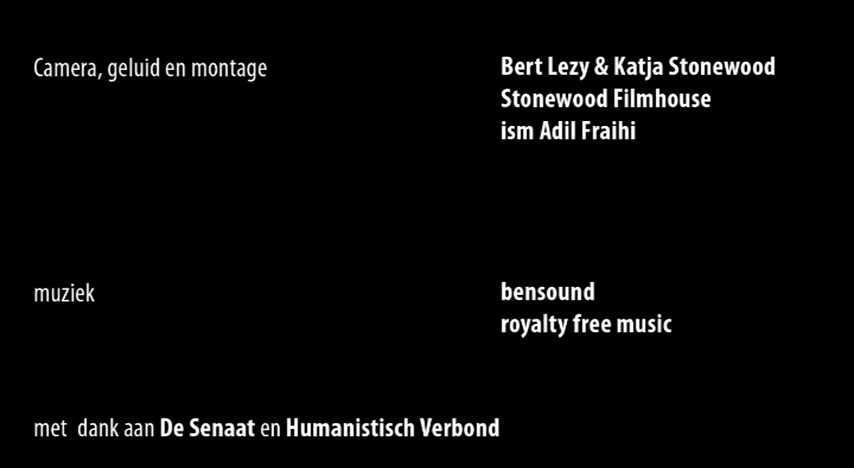 Camera, geluid en montage
Bert Lezy & Katja Stonewood
Stonewood Filmhouse
ism Adil Fraihi
muziek
bensound
royalty free music
met dank aan De Senaat en Humanistisch Verbond